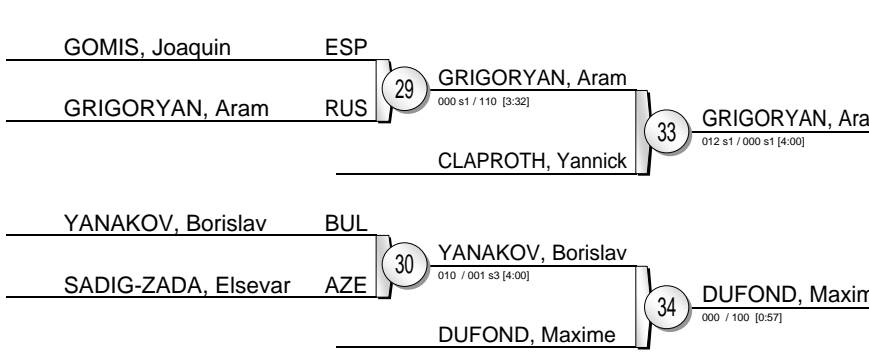 GOMIS, Joaquin ESP
GRIGORYAN, Aram RUS
29
GRIGORYAN, Aram
000 s1 / 110 [3:32]
CLAPROTH, Yannick
33
GRIGORYAN, Ara
012 s1 / 000 s1 [4:00]
YANAKOV, Borislav BUL
SADIG-ZADA, Elsevar AZE
30
YANAKOV, Borislav
010 / 001 s3 [4:00]
DUFOND, Maxime
34
DUFOND, Maxim
000 / 100 [0:57]